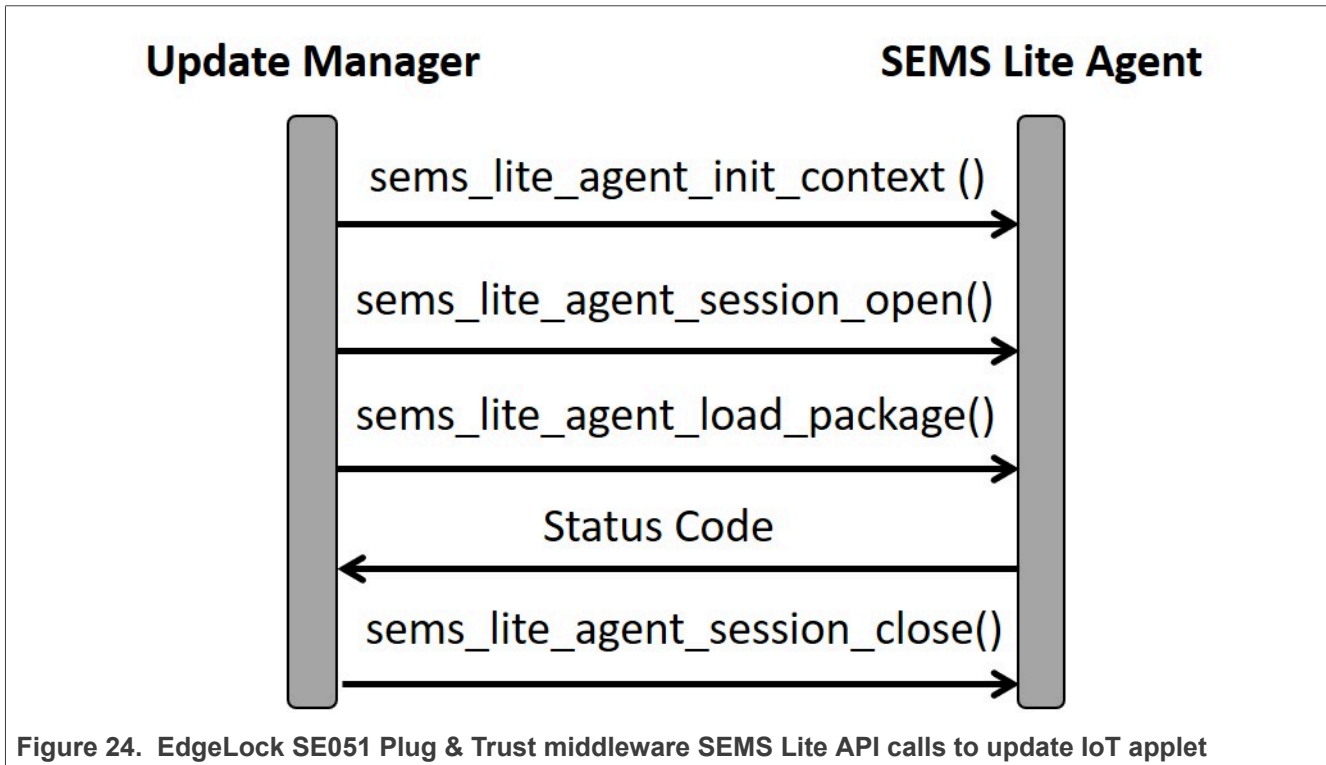 Update Manager SEMS Lite Agent
sems_lite_agent_init_context ()
sems_lite_agent_session_open()
sems_lite_agent_load_package()
Status Code
sems_lite_agent_session_close()
Figure 24. EdgeLock SE051 Plug & Trust middleware SEMS Lite API calls to update IoT applet